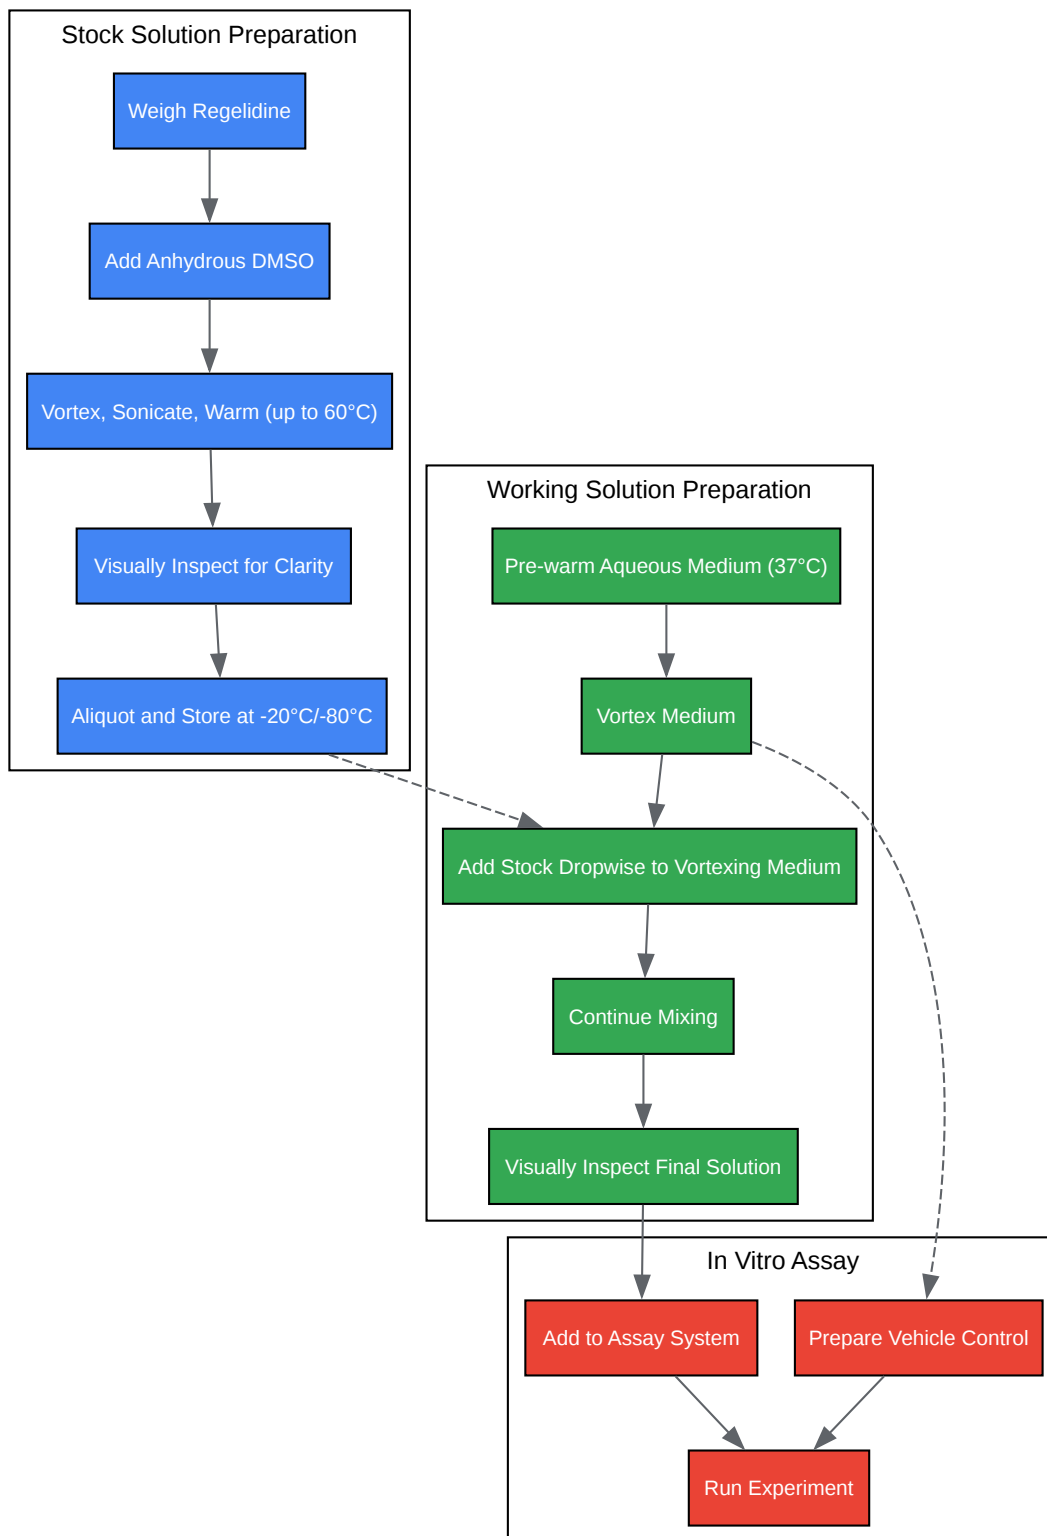 Stock Solution Preparation
Weigh Regelidine
Add Anhydrous DMSO
Vortex, Sonicate, Warm (up to 60°C)
Visually Inspect for Clarity
Aliquot and Store at -20°C/-80°C
Working Solution Preparation
Pre-warm Aqueous Medium (37°C)
Vortex Medium
Add Stock Dropwise to Vortexing Medium
Continue Mixing
Visually Inspect Final Solution
In Vitro Assay
Add to Assay System
Prepare Vehicle Control
Run Experiment